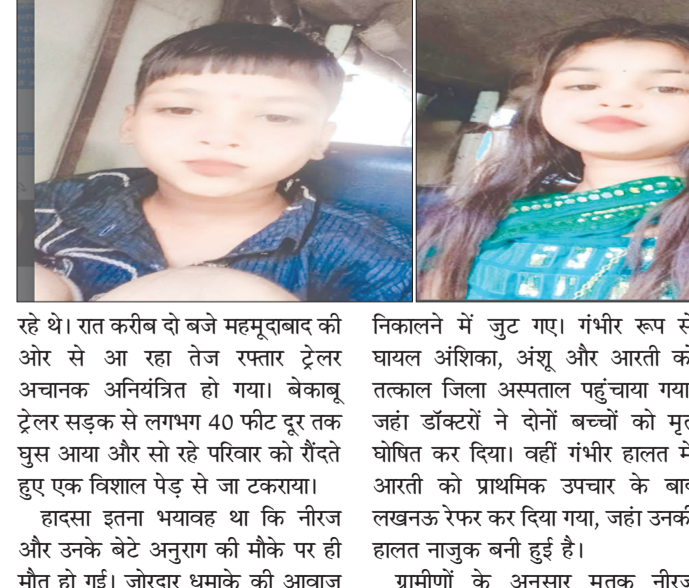 रहे थे। रात करीब दो बजे महमूदाबाद की
ओर से आ रहा तेज रफ्तार ट्रेलर
अचानक अनियंत्रित हो गया। बेकाबू
ट्रेलर सड़क से लगभग 40 फीट दूर तक
घुस आया और सो रहे परिवार को रौंदते
हुए एक विशाल पेड़ से जा टकराया।
हादसा इतना भयावह था कि नीरज
और उनके बेटे अनुराग की मौके पर ही
मौत हो गई। जोरदार धमाके की आवाज
निकालने में जुट गए। गंभीर रूप से
घायल अंशिका, अंशू और आरती को
तत्काल जिला अस्पताल पहुंचाया गया
जहां डॉक्टरों ने दोनों बच्चों को मृत
घोषित कर दिया। वहीं गंभीर हालत में
आरती को प्राथमिक उपचार के बाद
लखनऊ रेफर कर दिया गया, जहां उनकी
हालत नाजुक बनी हुई है।
ग्रामीणों के अनुसार मृतक नीरज